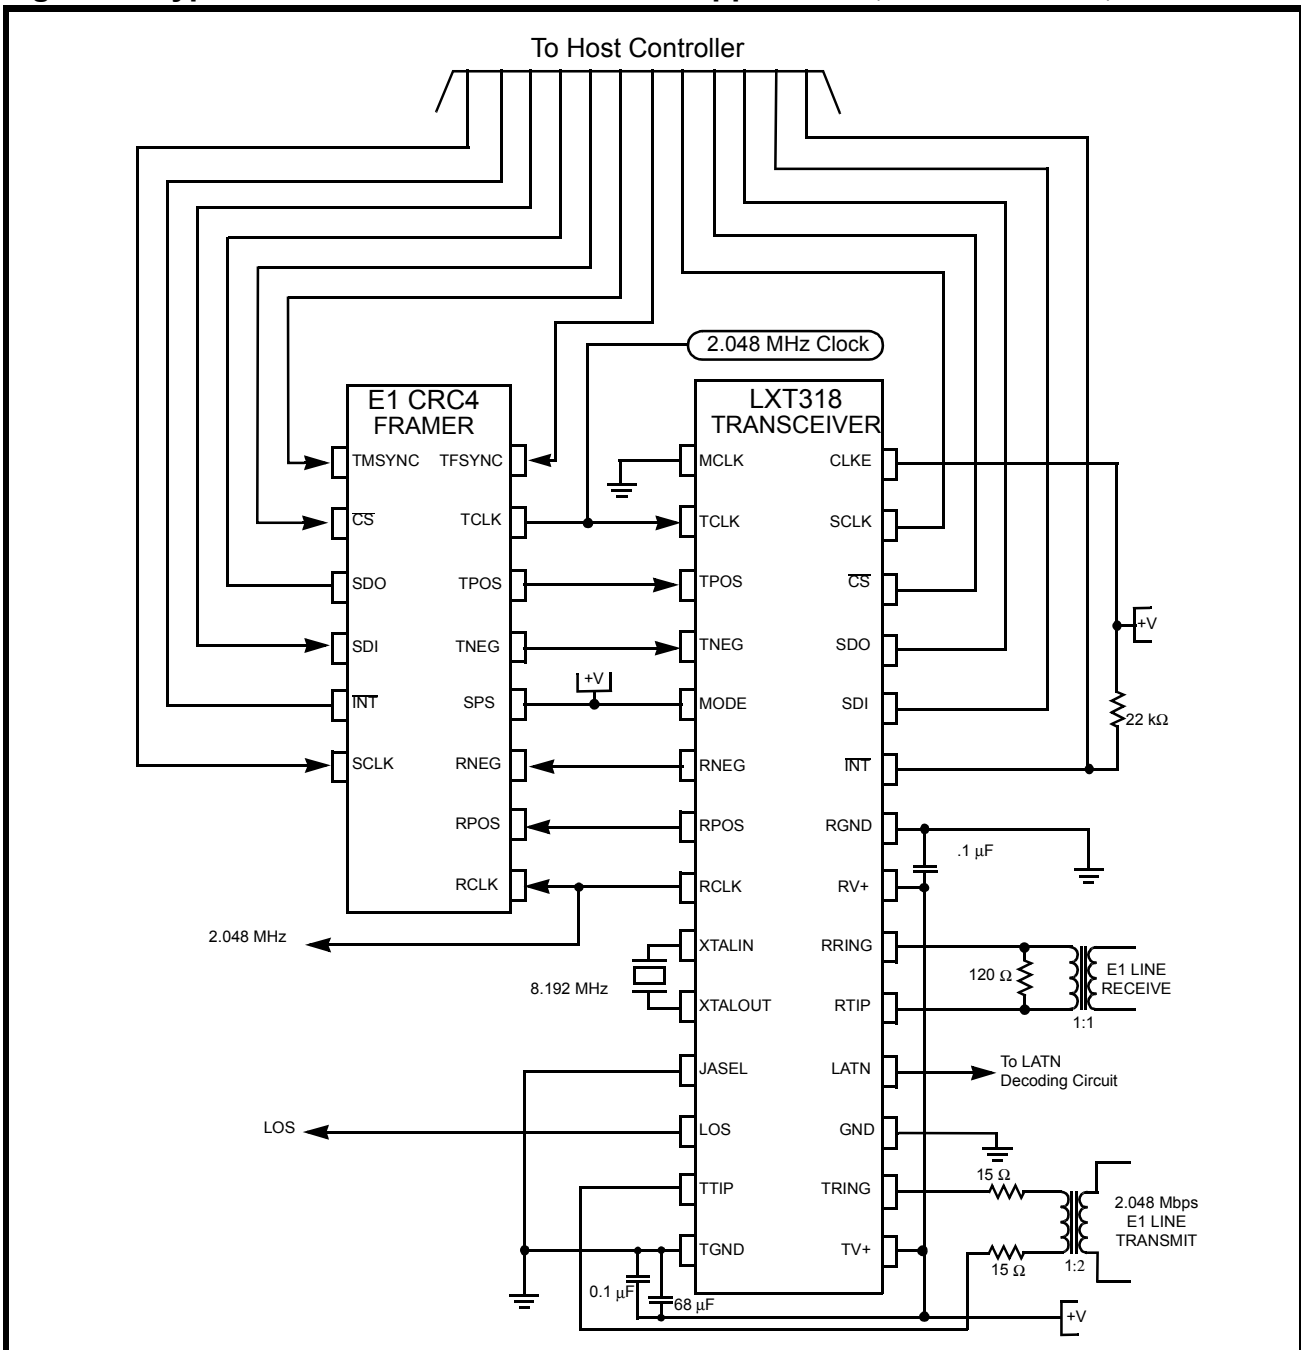 To Host Controller
2.048 MHz Clock
E1 CRC4
FRAMER
LXT318
TRANSCEIVER
TMSYNC TFSYNC
MCLK CLKE
CS TCLK
TCLK SCLK
SDO TPOS
TPOS CS
SDI TNEG
TNEG SDO
+V
+V
INT SPS
MODE SDI
22 kΩ
SCLK RNEG
RNEG INT
RPOS
RPOS RGND
.1 µF
RCLK
RCLK RV+
2.048 MHz
XTALIN RRING
8.192 MHz
120 Ω
E1 LINE
RECEIVE
XTALOUT RTIP
1:1
JASEL LATN
To LATN
Decoding Circuit
LOS
LOS GND
15 Ω
TTIP TRING
2.048 Mbps
E1 LINE
TRANSMIT
TGND TV+
15 Ω
1:2
0.1 µF
68 µF
+V